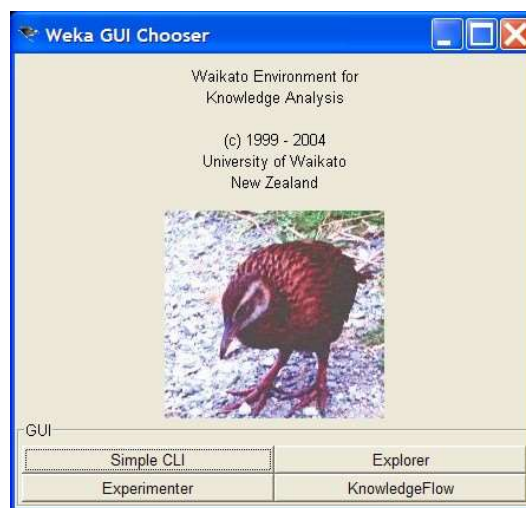 Weka GUI Chooser
Waikato Environment for
Knowledge Analysis
(c) 1999 - 2004
University of Waikato
New Zealand
GUI
Simple CLI
Explorer
Experimenter
KnowledgeFlow